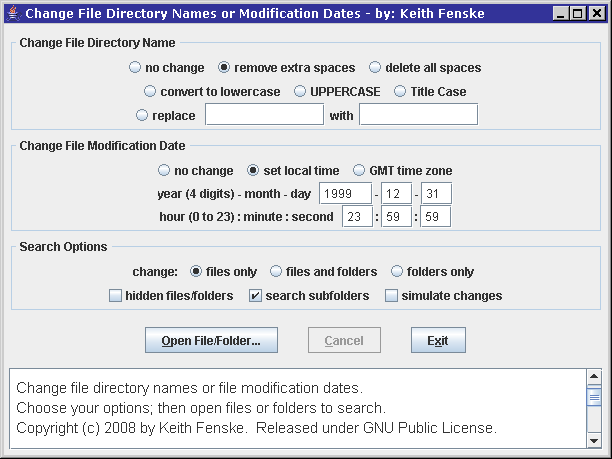 Change File Directory Names or Modification Dates - by: Keith Fenske
Change File Directory Name
no change remove extra spaces delete all spaces
convert to lowercase UPPERCASE Title Case
replace with
Change File Modification Date
no change set local time GMT time zone
year (4 digits) - month - day 1999 - 12 - 31
hour (0 to 23) : minute : second 23 : 59 : 59
Search Options
change: files only files and folders folders only
hidden files/folders search subfolders simulate changes
Open File/Folder... Cancel Exit
Change file directory names or file modification dates.
Choose your options; then open files or folders to search.
Copyright (c) 2008 by Keith Fenske. Released under GNU Public License.